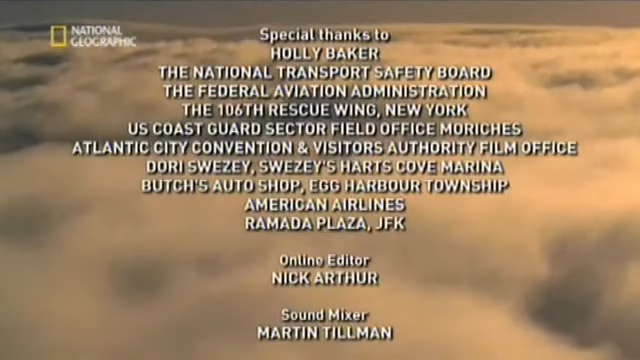 NATIONAL
GEOGRAPHIC
Special thanks to
HOLLY BAKER
THE NATIONAL TRANSPORT SAFETY BOARD
THE FEDERAL AVIATION ADMINISTRATION
THE 106TH RESCUE WING, NEW YORK
US COAST GUARD SECTOR FIELD OFFICE MORICHES
ATLANTIC CITY CONVENTION & VISITORS AUTHORITY FILM OFFICE
DORI SWEZEY, SWEZEY'S HARTS COVE MARINA
BUTCH'S AUTO SHOP, EGG HARBOUR TOWNSHIP
AMERICAN AIRLINES
RAMADA PLAZA, JFK
Online Editor
NICK ARTHUR
Sound Mixer
MARTIN TILLMAN